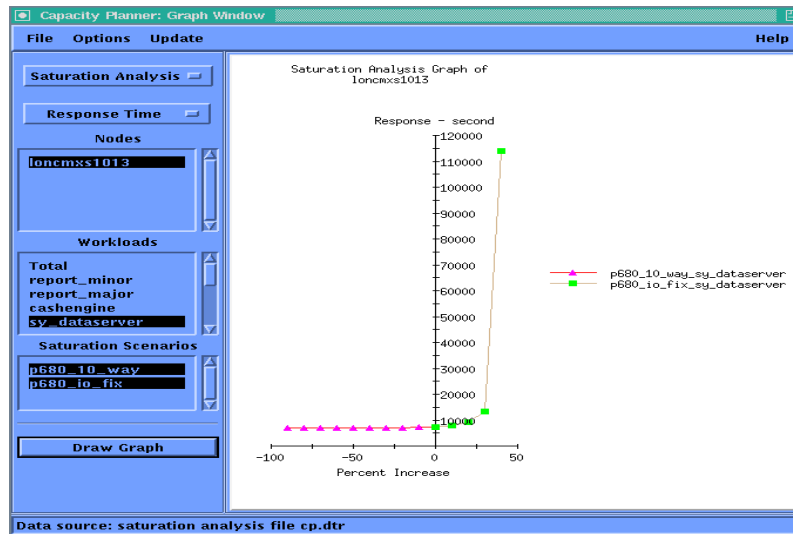 Capacity Planner: Graph Window
File Options Update Help
Saturation Analysis
Response Time
Nodes
loncmxs1013
Workloads
Total
report_minor
report_major
cashengine
sy_dataserver
Saturation Scenarios
p680_10_way
p680_io_fix
Draw Graph
Saturation Analysis Graph of
loncmxs1013
Response - second
120000
110000
100000
90000
80000
70000
60000
50000
40000
30000
20000
10000
-100 -50 0 50
Percent Increase
p680_10_way_sy_dataserver
p680_io_fix_sy_dataserver
Data source: saturation analysis file cp.dtr